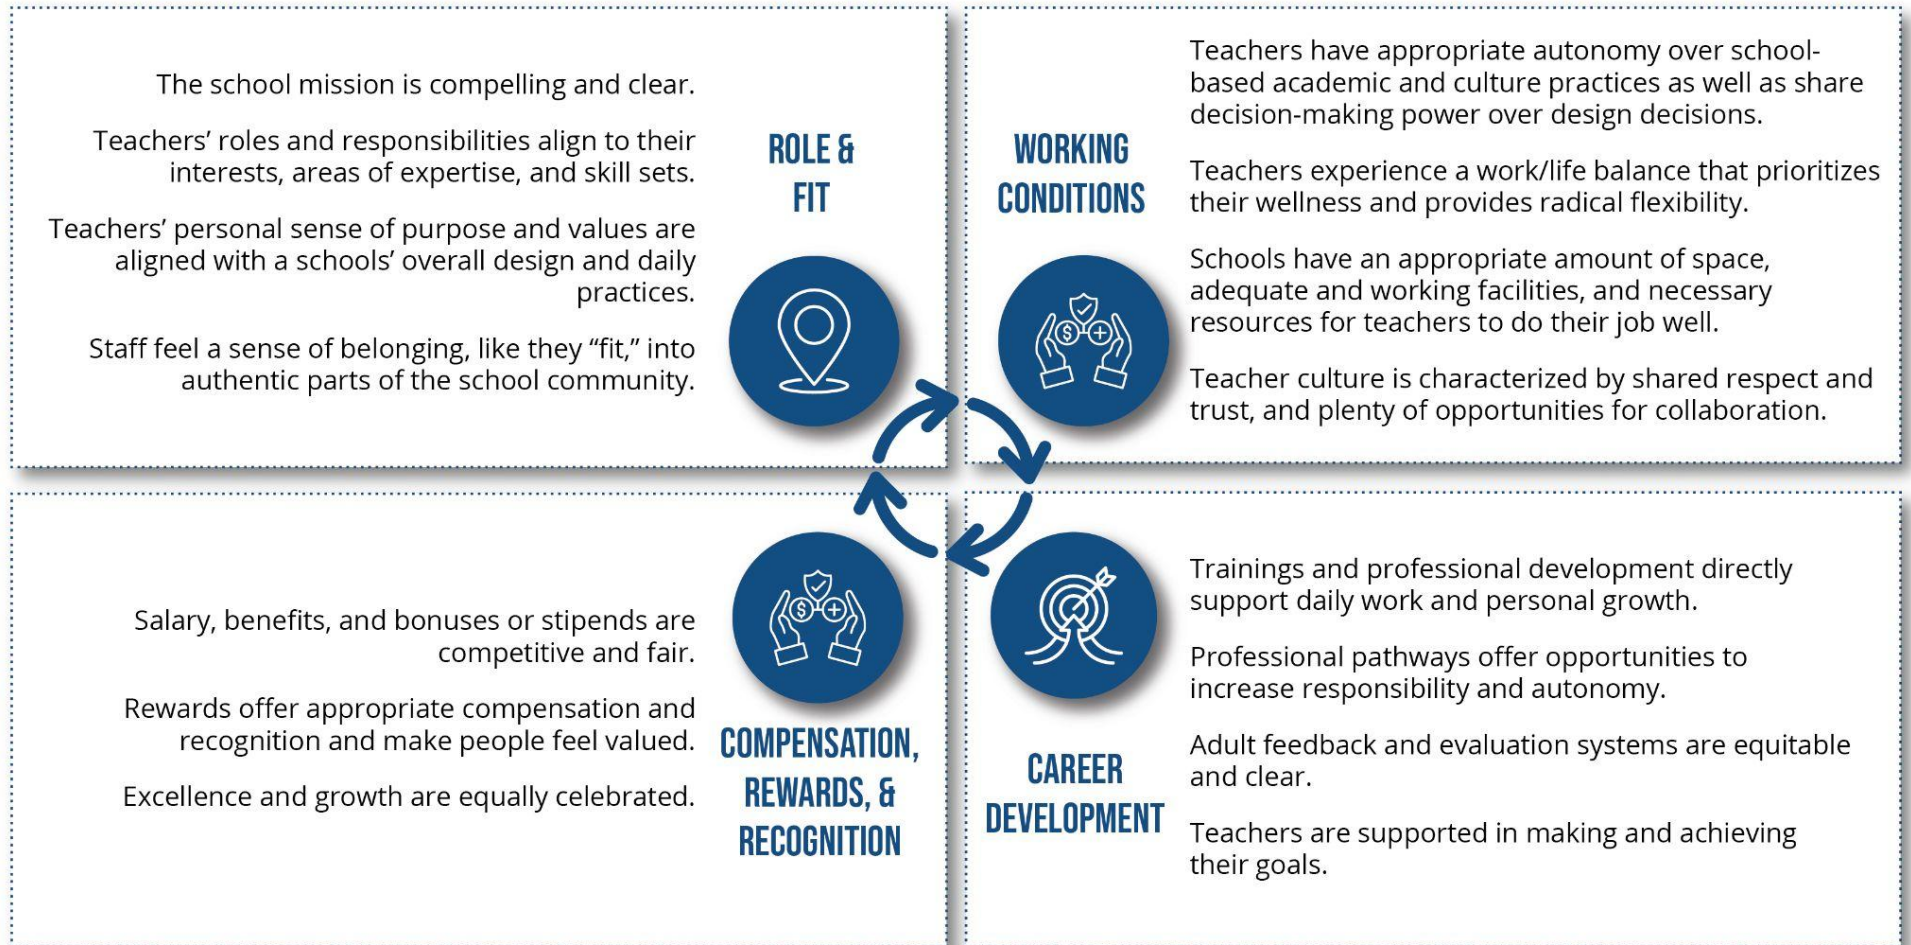 The school mission is compelling and clear.
Teachers’ roles and responsibilities align to their
interests, areas of expertise, and skill sets.
Teachers’ personal sense of purpose and values are
aligned with a schools’ overall design and daily
practices.
Staff feel a sense of belonging, like they “fit,” into
authentic parts of the school community.
ROLE &
FIT
WORKING
CONDITIONS
Teachers have appropriate autonomy over school-
based academic and culture practices as well as share
decision-making power over design decisions.
Teachers experience a work/life balance that prioritizes
their wellness and provides radical flexibility.
Schools have an appropriate amount of space,
adequate and working facilities, and necessary
resources for teachers to do their job well.
Teacher culture is characterized by shared respect and
trust, and plenty of opportunities for collaboration.
$
$
Salary, benefits, and bonuses or stipends are
competitive and fair.
Rewards offer appropriate compensation and
recognition and make people feel valued.
Excellence and growth are equally celebrated.
COMPENSATION,
REWARDS, &
RECOGNITION
CAREER
DEVELOPMENT
Trainings and professional development directly
support daily work and personal growth.
Professional pathways offer opportunities to
increase responsibility and autonomy.
Adult feedback and evaluation systems are equitable
and clear.
Teachers are supported in making and achieving
their goals.